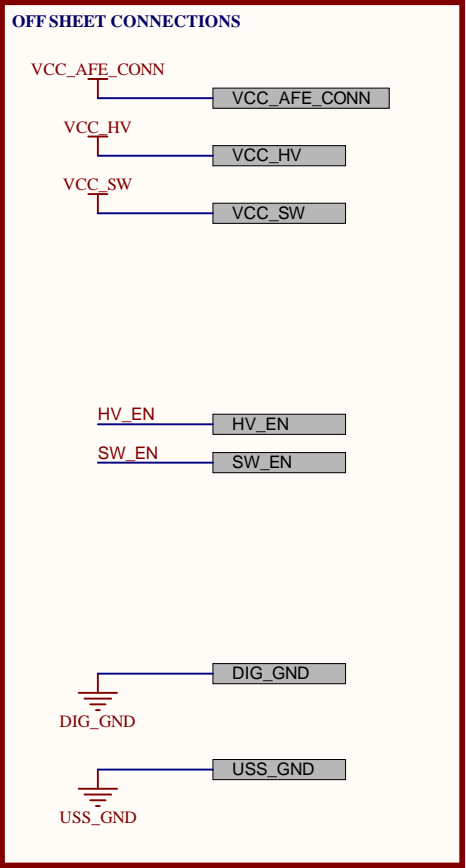 OFF SHEET CONNECTIONS
VCC_AFE_CONN
VCC_AFE_CONN
VCC_HV
VCC_HV
VCC_SW
VCC_SW
HV_EN
HV_EN
SW_EN
SW_EN
DIG_GND
DIG_GND
USS_GND
USS_GND